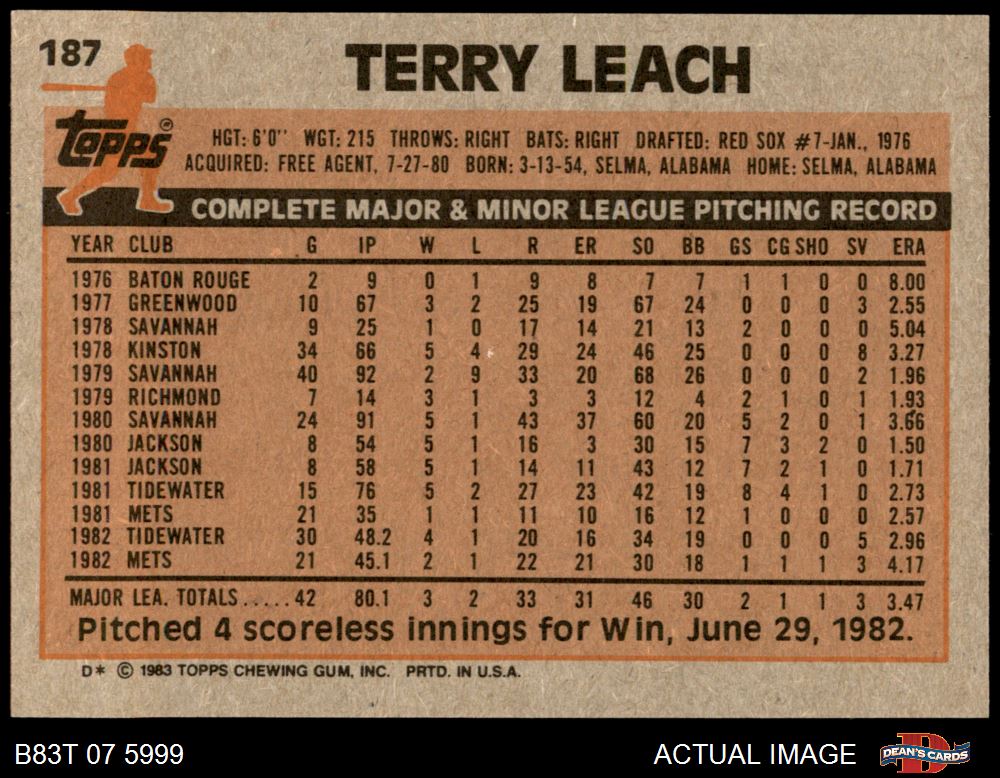 187
TERRY LEACH
topps®
HGT: 6'0" WGT: 215 THROWS: RIGHT BATS: RIGHT DRAFTED: RED SOX #7-JAN., 1976
ACQUIRED: FREE AGENT, 7-27-80 BORN: 3-13-54, SELMA, ALABAMA HOME: SELMA, ALABAMA
COMPLETE MAJOR & MINOR LEAGUE PITCHING RECORD
YEAR CLUB G IP W L R ER SO BB GS CG SHO SV ERA
1976 BATON ROUGE 2 9 0 1 9 8 7 7 1 1 0 0 8.00
1977 GREENWOOD 10 67 3 2 25 19 67 24 0 0 0 3 2.55
1978 SAVANNAH 9 25 1 0 17 14 21 13 2 0 0 0 5.04
1978 KINSTON 34 66 5 4 29 24 46 25 0 0 0 8 3.27
1979 SAVANNAH 40 92 2 9 33 20 68 26 0 0 0 2 1.96
1979 RICHMOND 7 14 3 1 3 3 12 4 2 1 0 1 1.93
1980 SAVANNAH 24 91 5 1 43 37 60 20 5 2 0 1 3.66
1980 JACKSON 8 54 5 1 16 3 30 15 7 3 2 0 1.50
1981 JACKSON 8 58 5 1 14 11 43 12 7 2 1 0 1.71
1981 TIDEWATER 15 76 5 2 27 23 42 19 8 4 1 0 2.73
1981 METS 21 35 1 1 11 10 16 12 1 0 0 0 2.57
1982 TIDEWATER 30 48.2 4 1 20 16 34 19 0 0 0 5 2.96
1982 METS 21 45.1 2 1 22 21 30 18 1 1 1 3 4.17
MAJOR LEA. TOTALS.....42 80.1 3 2 33 31 46 30 2 1 1 3 3.47
Pitched 4 scoreless innings for Win, June 29, 1982.
D* © 1983 TOPPS CHEWING GUM, INC. PRTD. IN U.S.A.
B83T 07 5999 ACTUAL IMAGE DEAN'S CARDS